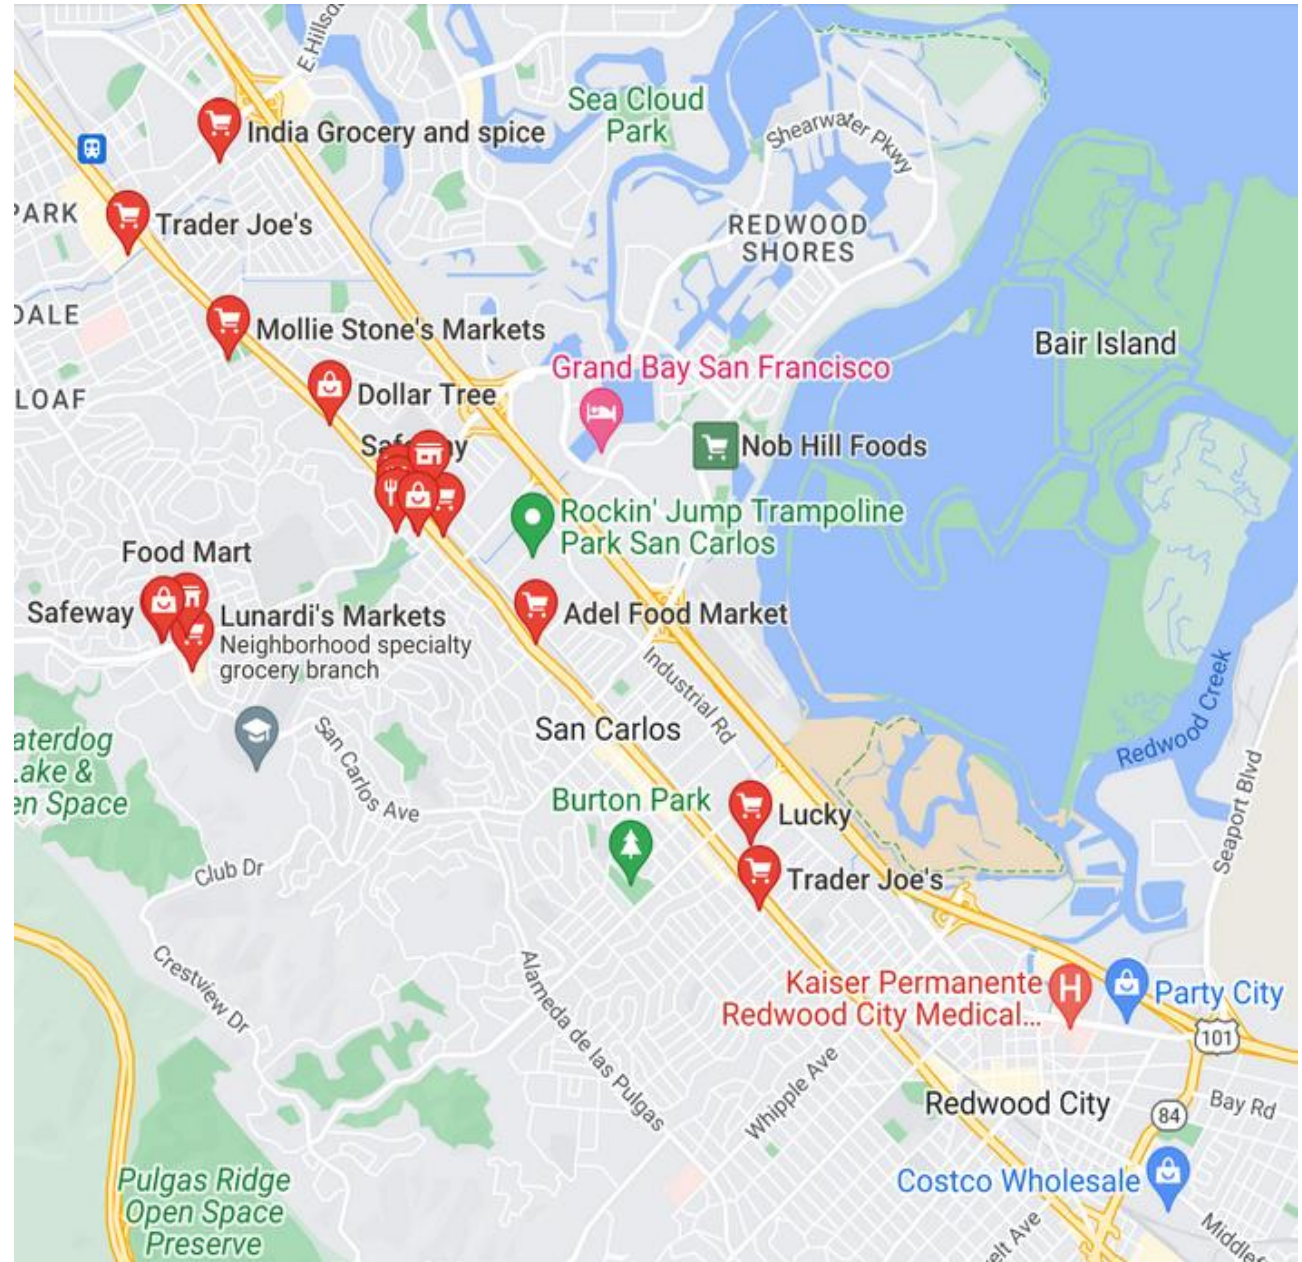 E Hillsd
India Grocery and spice
Sea Cloud
Park
Shearwater Pkwy
PARK
Trader Joe's
REDWOOD
SHORES
DALE
Mollie Stone's Markets
Bair Island
Grand Bay San Francisco
LOAF
Dollar Tree
Nob Hill Foods
Rockin' Jump Trampoline
Park San Carlos
Food Mart
Safeway
Lunardi's Markets
Neighborhood specialty
grocery branch
Adel Food Market
Industrial Rd
Redwood Creek
San Carlos
San Carlos Ave
aterdog
Lake &
en Space
Seaport Blvd
Burton Park
Lucky
Club Dr
Trader Joe's
Crestview Dr
Alameda de las Pulgas
Kaiser Permanente
Redwood City Medical...
H
Party City
101
Whipple Ave
Redwood City
84
Bay Rd
Pulgas Ridge
Open Space
Preserve
Costco Wholesale
elt Ave
Middlef